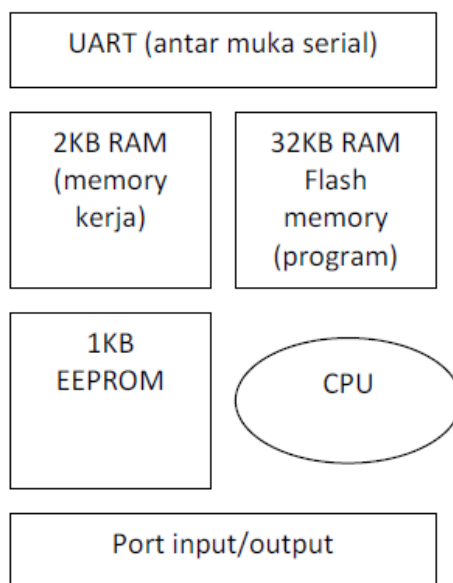 UART (antar muka serial)
2KB RAM
(memory
kerja)
32KB RAM
Flash
memory
(program)
1KB
EEPROM
CPU
Port input/output